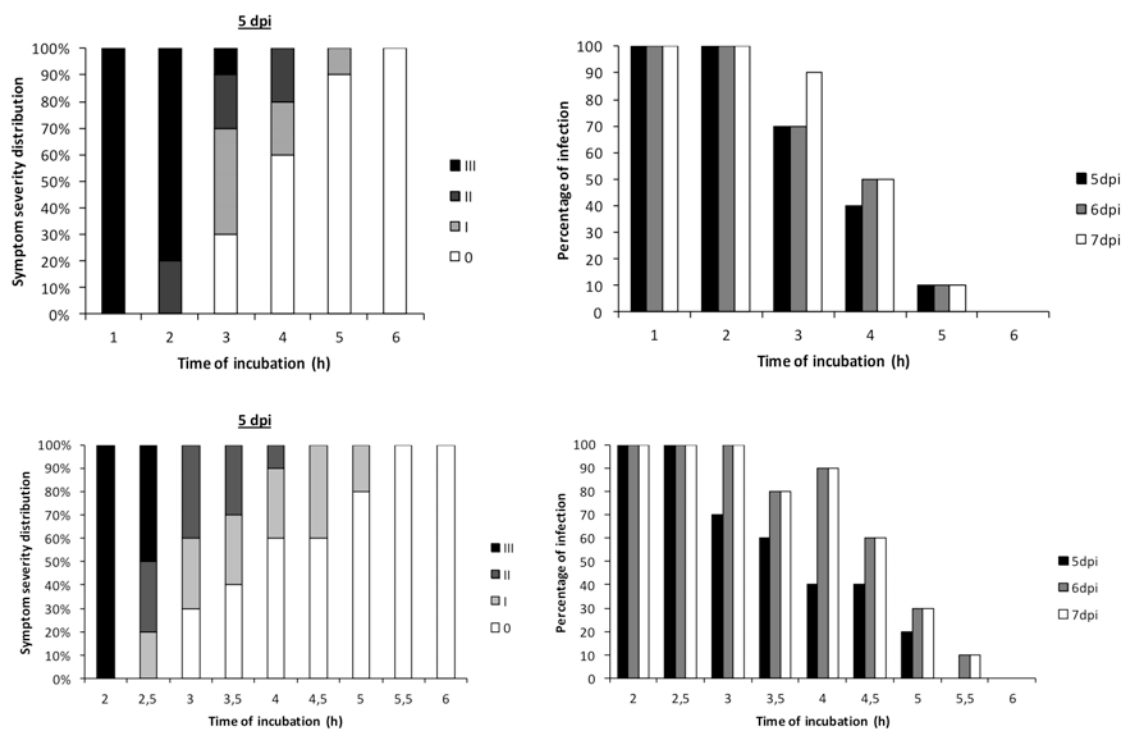 5 dpi
Symptom severity distribution
100%
90%
80%
70%
60%
50%
40%
30%
20%
10%
0%
1 2 3 4 5 6
Time of incubation (h)
III
II
I
0
Percentage of infection
100
90
80
70
60
50
40
30
20
10
0
1 2 3 4 5 6
Time of incubation (h)
5dpi
6dpi
7dpi
5 dpi
Symptom severity distribution
100%
90%
80%
70%
60%
50%
40%
30%
20%
10%
0%
2 2,5 3 3,5 4 4,5 5 5,5 6
Time of incubation (h)
III
II
I
0
Percentage of infection
100
90
80
70
60
50
40
30
20
10
0
2 2,5 3 3,5 4 4,5 5 5,5 6
Time of incubation (h)
5dpi
6dpi
7dpi